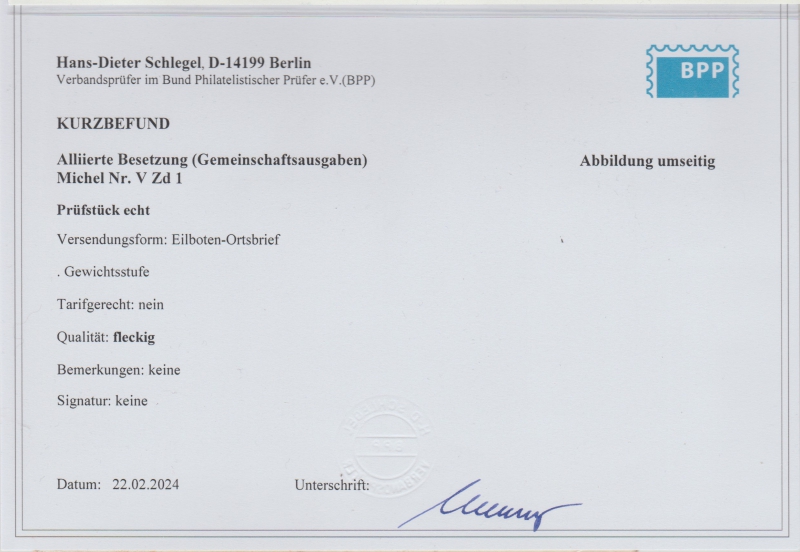 Hans-Dieter Schlegel, D-14199 Berlin
Verbandsprüfer im Bund Philatelistischer Prüfer e.V.(BPP)
BPP
KURZBEFUND
Alliierte Besetzung (Gemeinschaftsausgaben)
Abbildung umseitig
Michel Nr. V Zd 1
Prüfstück echt
Versendungsform: Eilboten-Ortsbrief
. Gewichtsstufe
Tarifgerecht: nein
Qualität: fleckig
Bemerkungen: keine
Signatur: keine
Datum: 22.02.2024
Unterschrift: